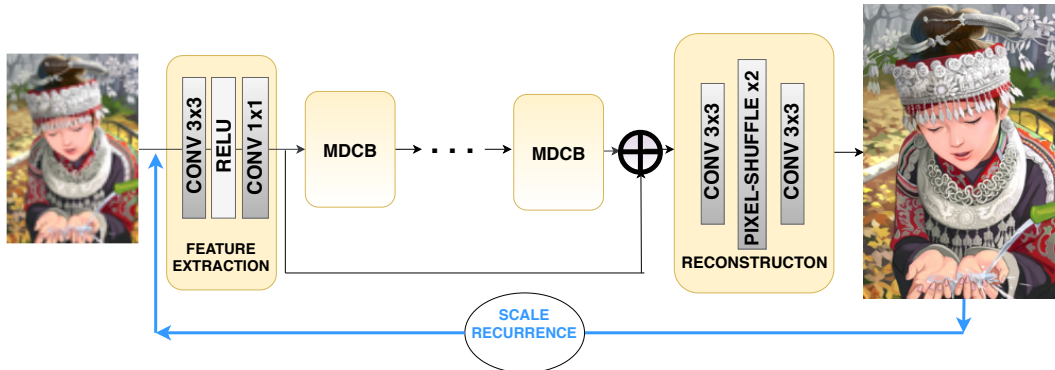 CONV 3x3
RELU
CONV 1x1
FEATURE
EXTRACTION
MDCB
. . .
MDCB
CONV 3x3
PIXEL-SHUFFLE x2
CONV 3x3
RECONSTRUCTON
SCALE
RECURRENCE